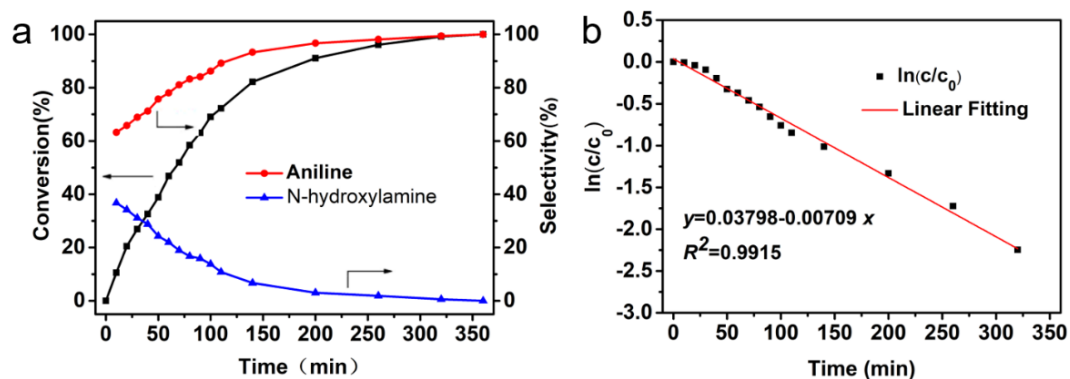 a
Conversion(%)
100
80
60
40
20
0
Aniline
N-hydroxylamine
100
80
60
40
20
0
Selectivity(%)
0 50 100 150 200 250 300 350
Time（min）
b
ln(c/c₀)
0.5
0.0
-0.5
-1.0
-1.5
-2.0
-2.5
-3.0
ln(c/c₀)
Linear Fitting
y=0.03798-0.00709 x
R²=0.9915
0 50 100 150 200 250 300 350
Time (min)